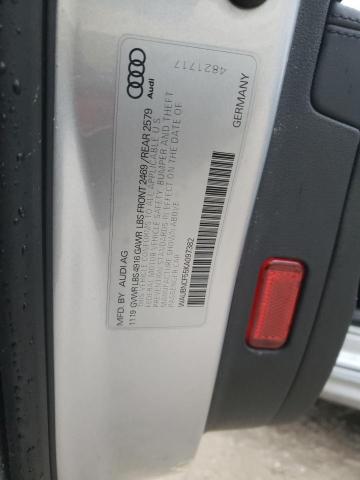 4821717
Audi
GERMANY
MFD. BY AUDI AG
11 19 GVWR LBS 4916 GAWR LBS FRONT 2469 / REAR 2579
THIS VEHICLE CONFORMS TO ALL APPLICABLE U.S.
FEDERAL MOTOR VEHICLE SAFETY, BUMPER AND THEFT
PREVENTION STANDARDS IN EFFECT ON THE DATE OF
MANUFACTURE SHOWN ABOVE.
PASSENGER CAR